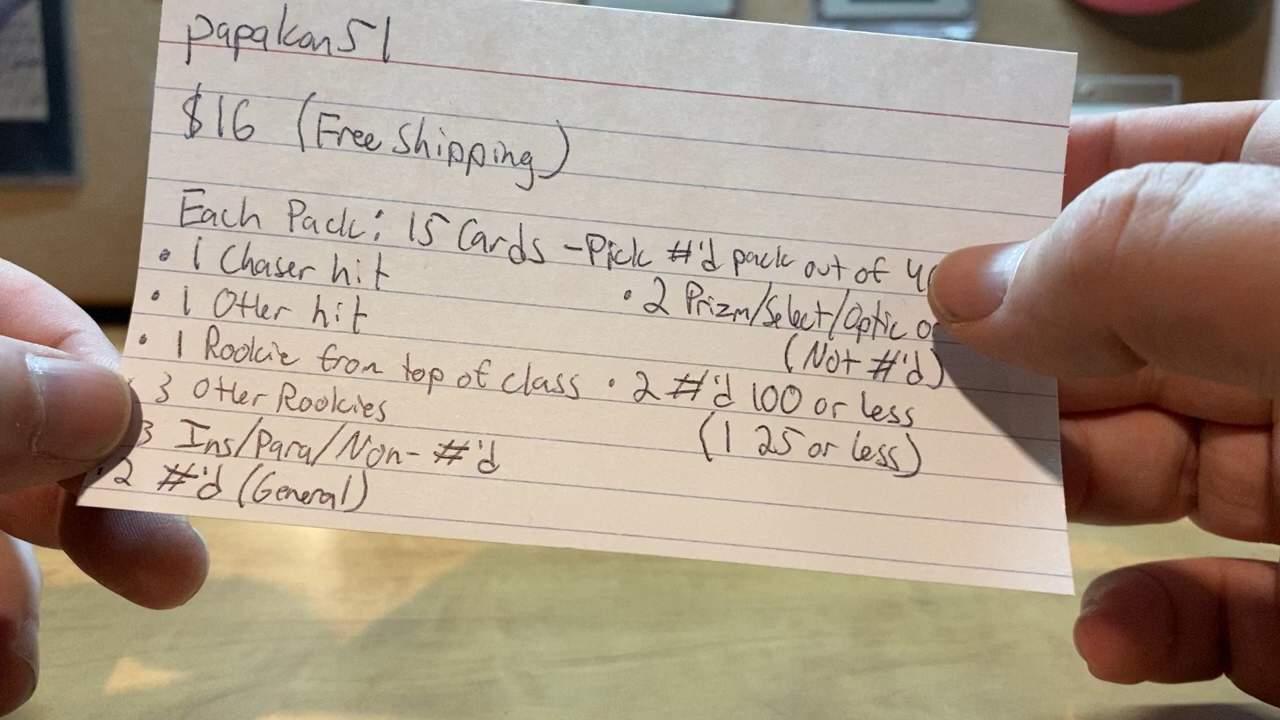 papakan51
$16 (Free Shipping)
Each Pack: 15 Cards - Pick #'d pack out of
• 1 Chaser hit
• 1 Otter hit
• 1 Rookie from top of class
3 Otter Rookies
3 Ins/Para/Non-#'d
• 2 #'d (General)
• 2 Prizm/Select/Optic
(Not #'d)
• 2 #'d 100 or less
(1 25 or less)